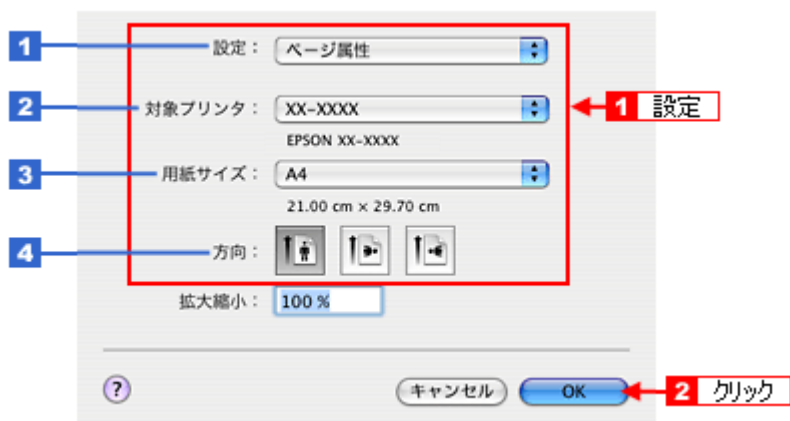 1 設定： ページ属性
2 対象プリンタ： XX-XXXX 1 設定
EPSON XX-XXXX
3 用紙サイズ： A4
21.00 cm × 29.70 cm
4 方向：
拡大縮小： 100 %
? キャンセル OK 2 クリック